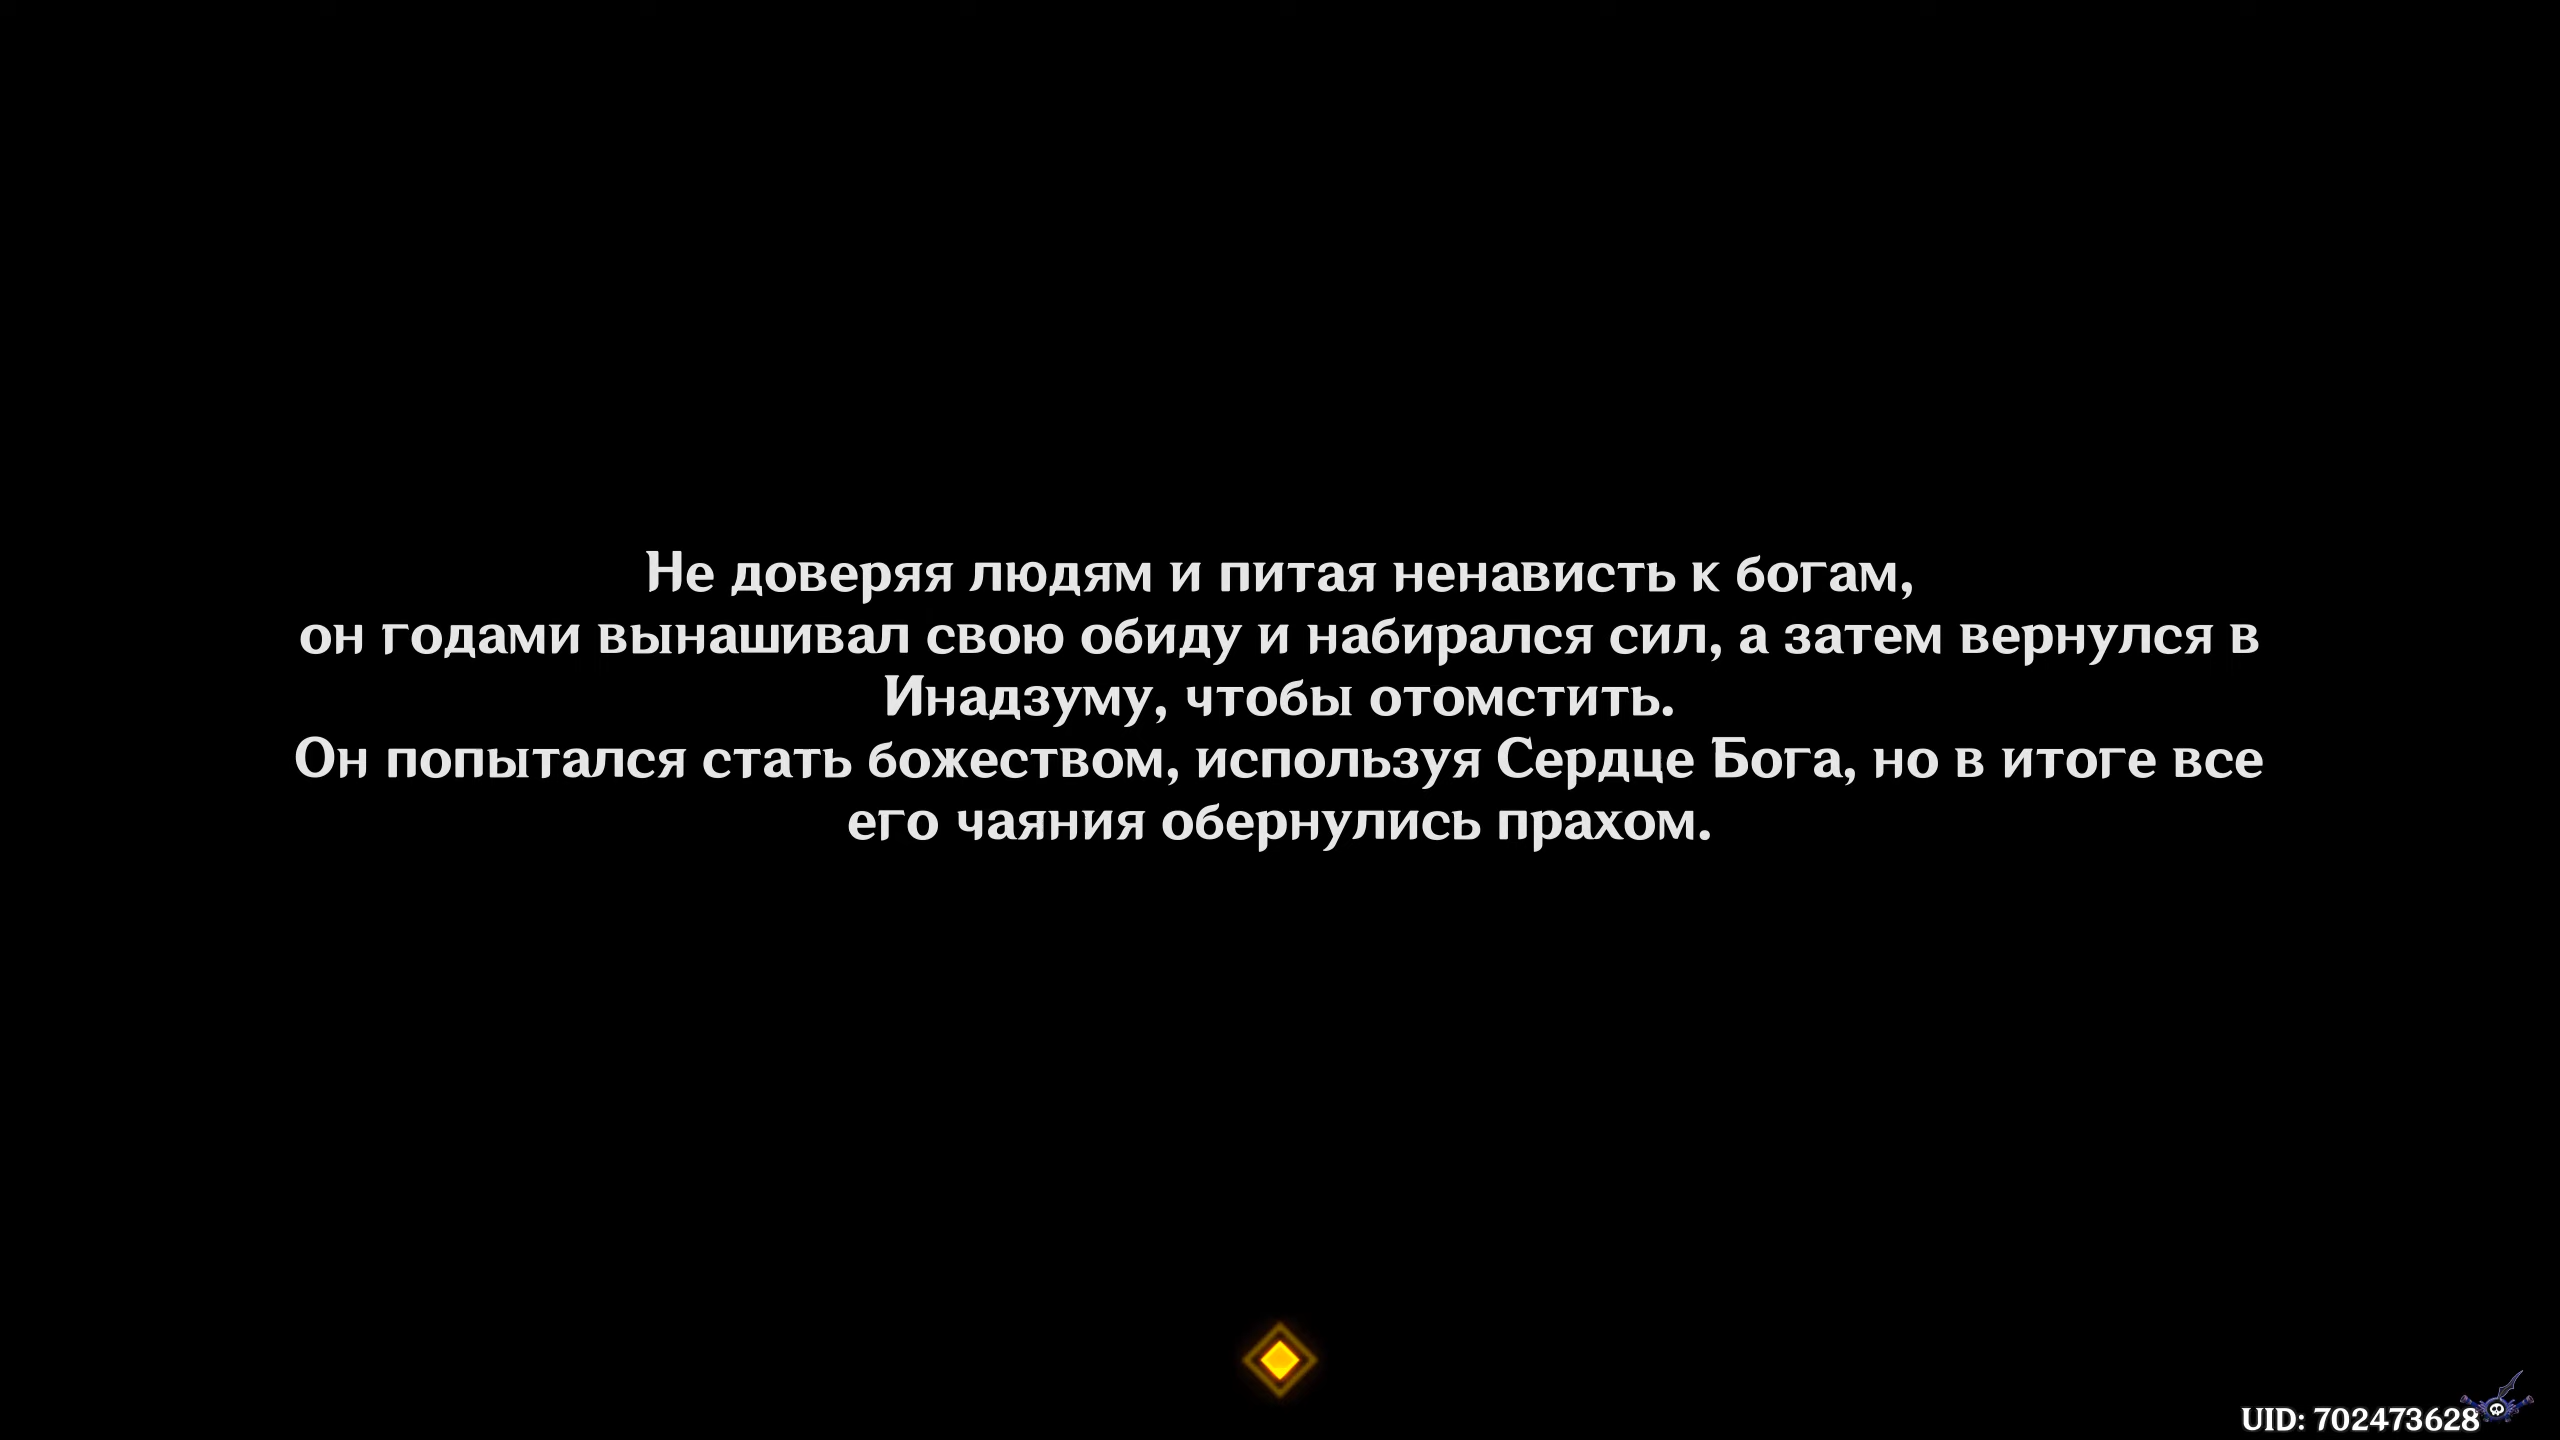 Не доверяя людям и питая ненависть к богам,
он годами вынашивал свою обиду и набирался сил, а затем вернулся в
Инадзуму, чтобы отомстить.
Он попытался стать божеством, используя Сердце Бога, но в итоге все
его чаяния обернулись прахом.
UID: 702473628